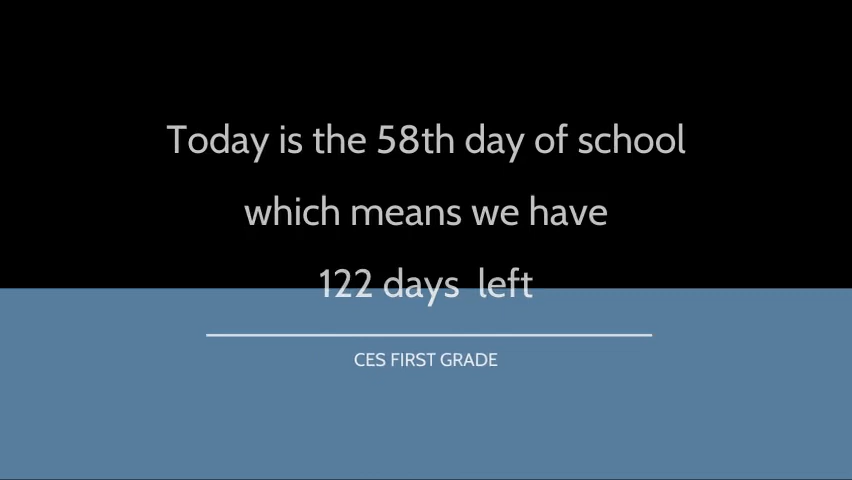 Today is the 58th day of school
which means we have
122 days left
CES FIRST GRADE